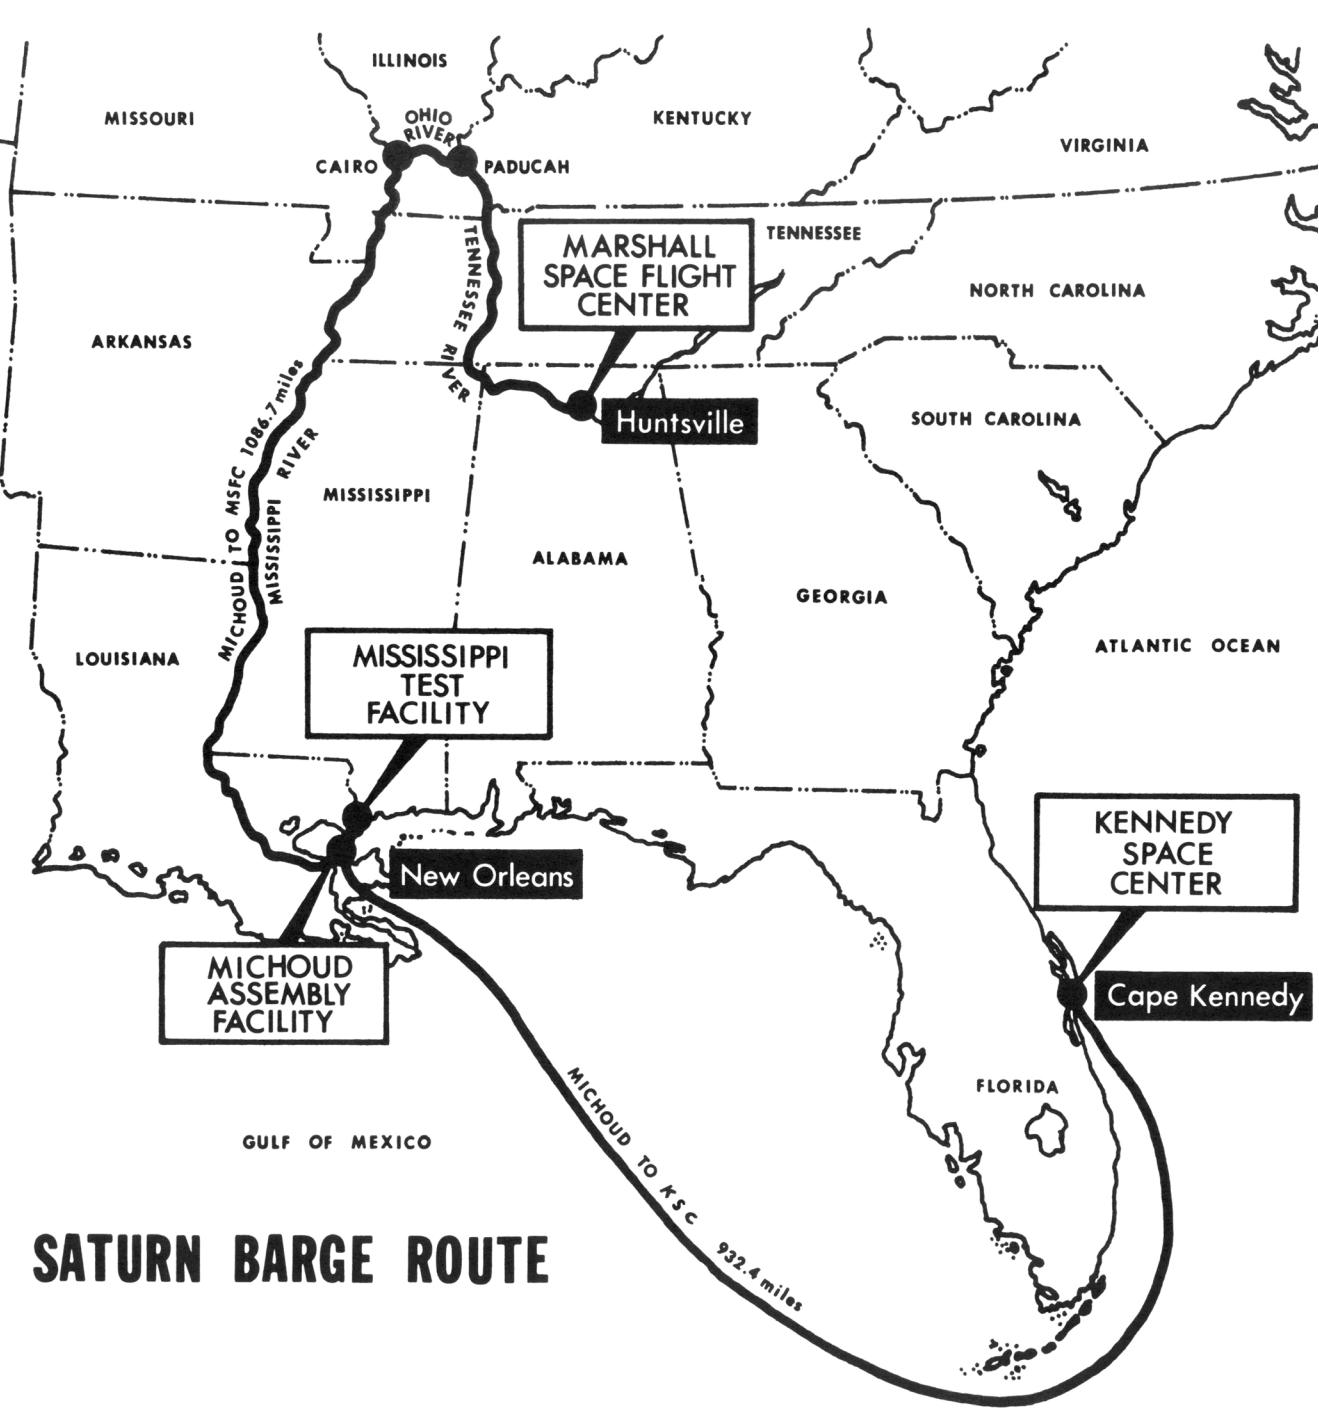 ILLINOIS
MISSOURI
OHIO
RIVER
KENTUCKY
VIRGINIA
CAIRO
PADUCAH
TENNESSEE
MARSHALL
SPACE FLIGHT
CENTER
TENNESSEE RIVER
NORTH CAROLINA
ARKANSAS
Huntsville
SOUTH CAROLINA
MICHOUD TO MSFC 1086.7 miles
MISSISSIPPI RIVER
MISSISSIPPI
ALABAMA
GEORGIA
ATLANTIC OCEAN
LOUISIANA
MISSISSIPPI
TEST
FACILITY
KENNEDY
SPACE
CENTER
New Orleans
MICHOUD
ASSEMBLY
FACILITY
Cape Kennedy
FLORIDA
MICHOUD TO KSC 932.4 miles
GULF OF MEXICO
SATURN BARGE ROUTE